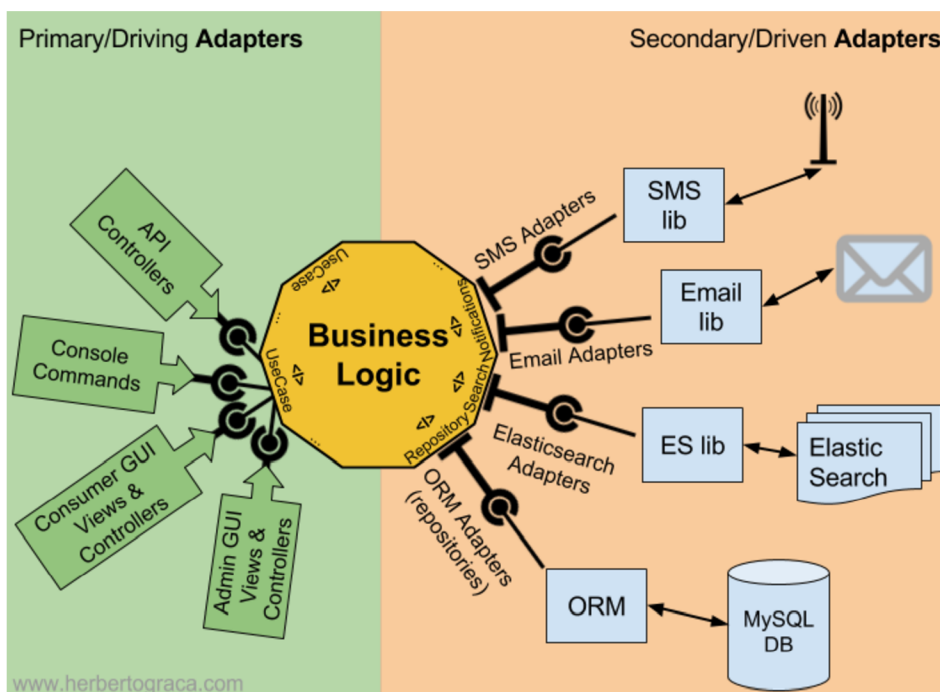 Primary/Driving Adapters
Secondary/Driven Adapters
API
Controllers
Console
Commands
Consumer GUI
Views &
Controllers
Admin GUI
Views &
Controllers
Business
Logic
UseCase
</>
...
...
UseCase
</>
...
...
Notifications
</>
Search
</>
Repository
</>
SMS Adapters
SMS
lib
Email Adapters
Email
lib
Elasticsearch
Adapters
ES lib
Elastic
Search
ORM Adapters
(repositories)
ORM
MySQL
DB
www.herbertograca.com